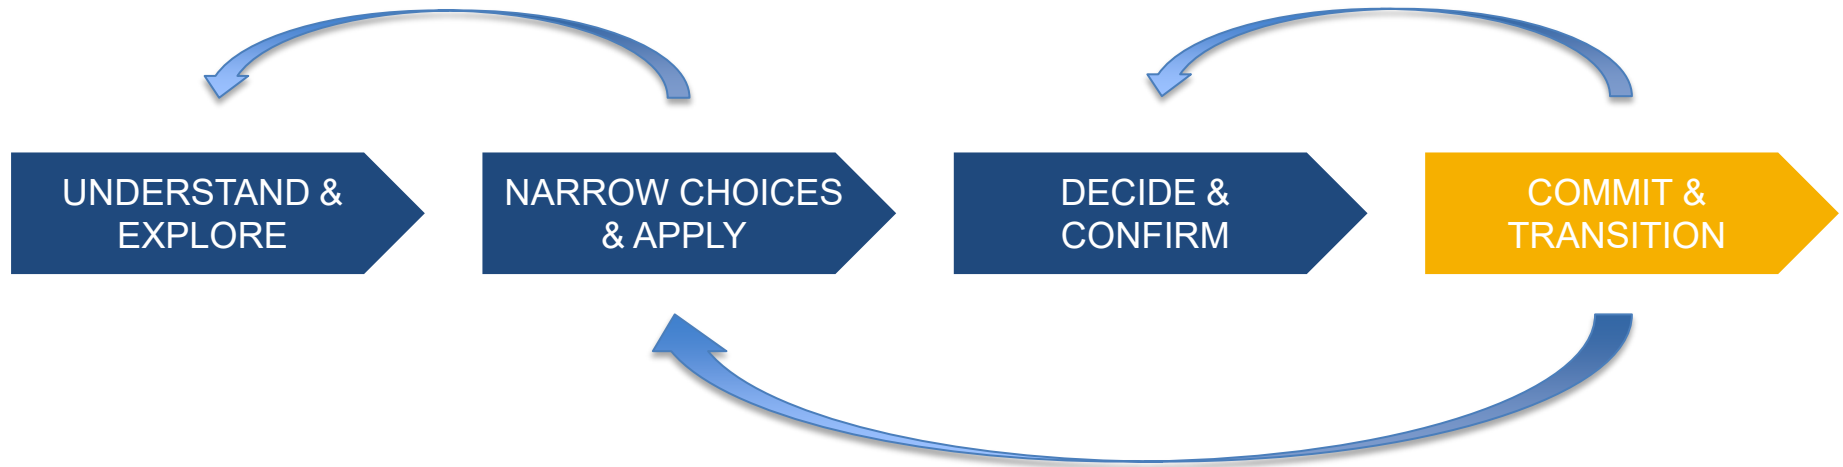 UNDERSTAND &
EXPLORE
NARROW CHOICES
& APPLY
DECIDE &
CONFIRM
COMMIT &
TRANSITION